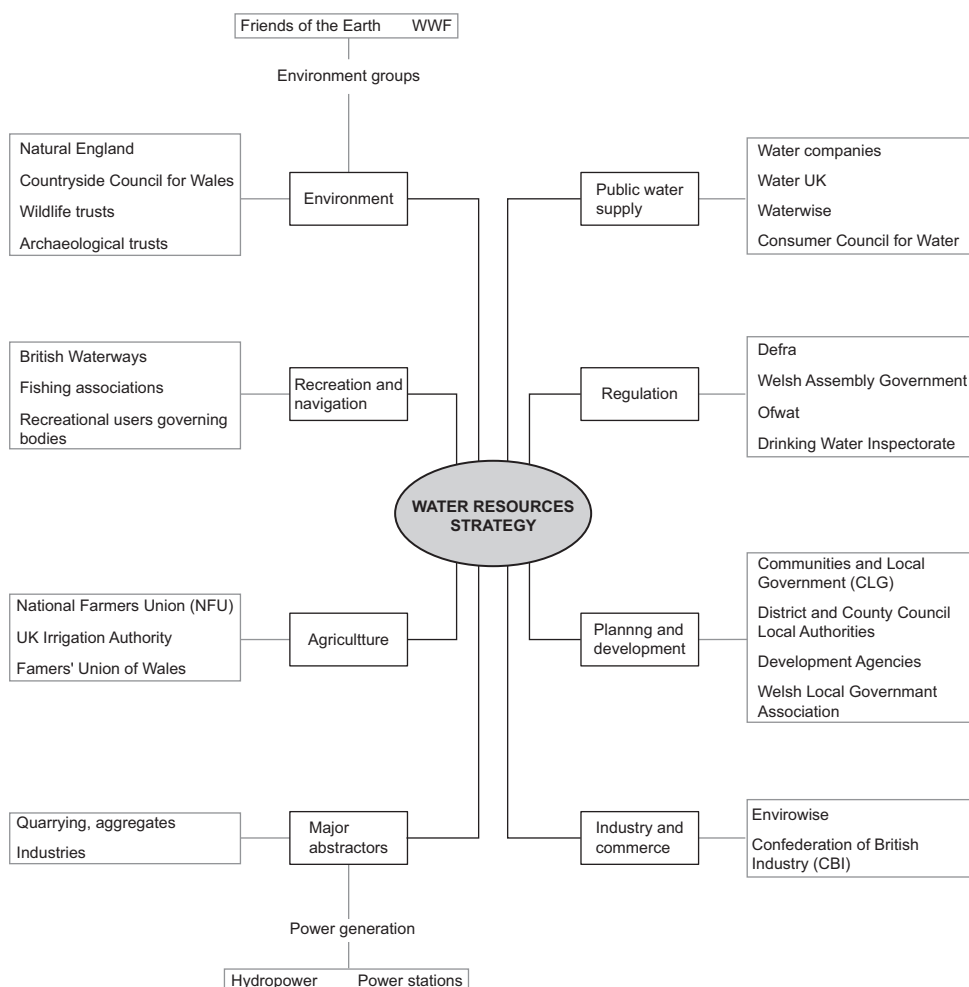 Friends of the Earth WWF
Environment groups
Natural England
Countryside Council for Wales
Wildlife trusts
Archaeological trusts
Environment
Public water
supply
Water companies
Water UK
Waterwise
Consumer Council for Water
British Waterways
Fishing associations
Recreational users governing
bodies
Recreation and
navigation
Regulation
Defra
Welsh Assembly Government
Ofwat
Drinking Water Inspectorate
WATER RESOURCES
STRATEGY
National Farmers Union (NFU)
UK Irrigation Authority
Famers' Union of Wales
Agricultture
Plannng and
development
Communities and Local
Government (CLG)
District and County Council
Local Authorities
Development Agencies
Welsh Local Governmant
Association
Quarrying, aggregates
Industries
Major
abstractors
Industry and
commerce
Envirowise
Confederation of British
Industry (CBI)
Power generation
Hydropower Power stations